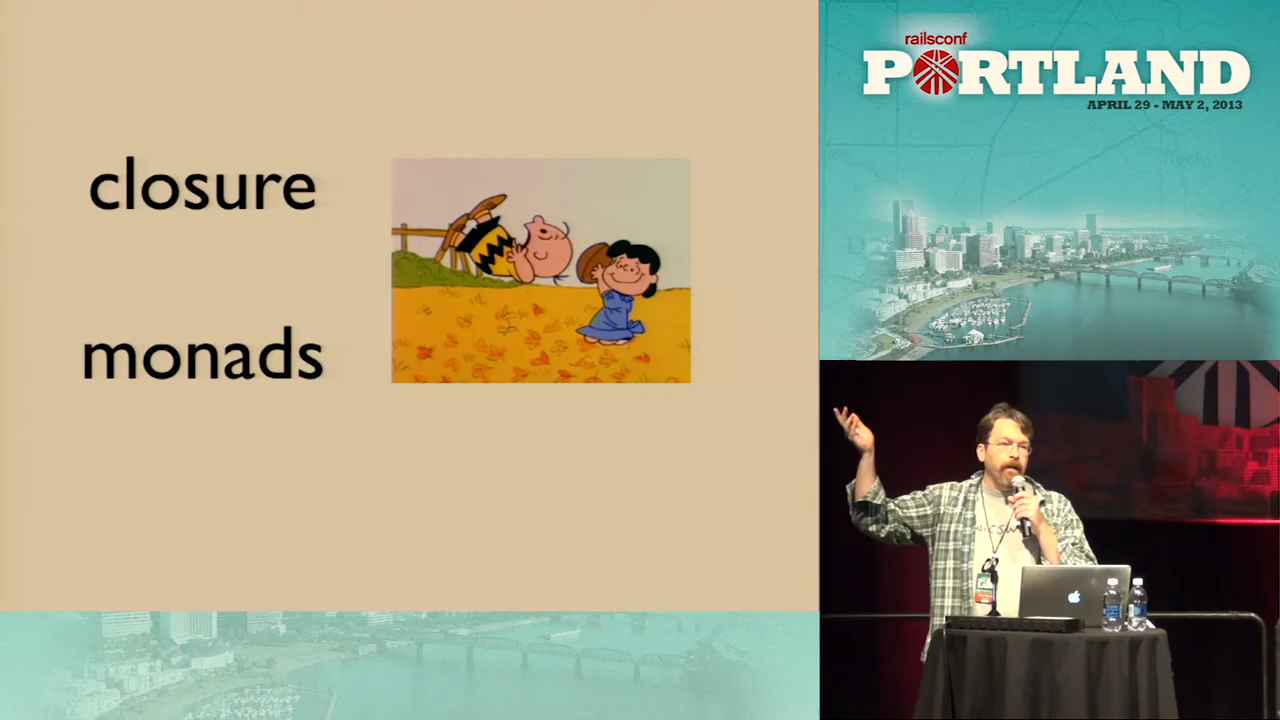 closure
monads
railsconf
PORTLAND
APRIL 29 - MAY 2, 2013